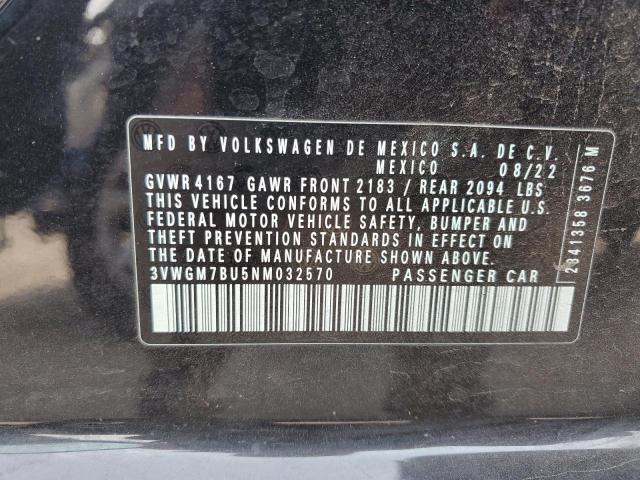 MFD BY VOLKSWAGEN DE MEXICO S.A. DE C.V.
MEXICO 08/22
GVWR 4167 GAWR FRONT 2183 / REAR 2094 LBS
THIS VEHICLE CONFORMS TO ALL APPLICABLE U.S.
FEDERAL MOTOR VEHICLE SAFETY, BUMPER AND
THEFT PREVENTION STANDARDS IN EFFECT ON
THE DATE OF MANUFACTURE SHOWN ABOVE.
3VWGM7BU5NM032570 PASSENGER CAR
2341358 3676 M